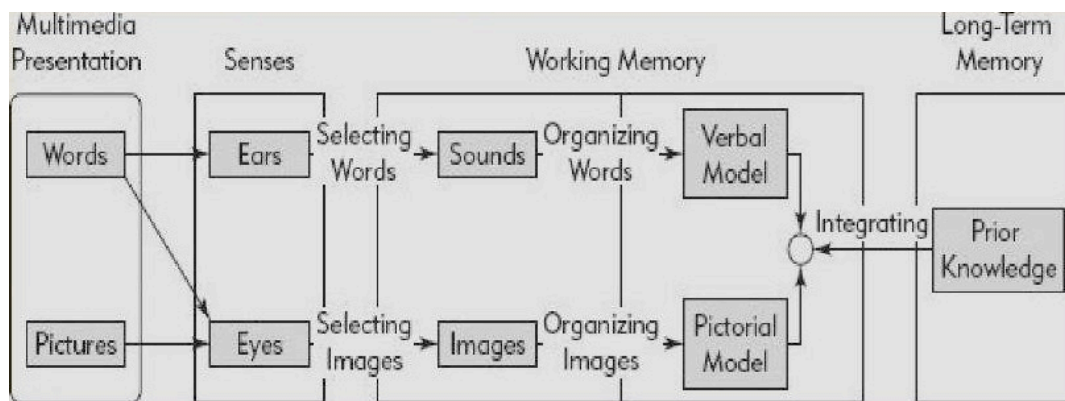 Multimedia
Presentation
Senses
Working Memory
Long-Term
Memory
Words
Ears
Selecting
Words
Sounds
Organizing
Words
Verbal
Model
Integrating
Prior
Knowledge
Pictures
Eyes
Selecting
Images
Images
Organizing
Images
Pictorial
Model